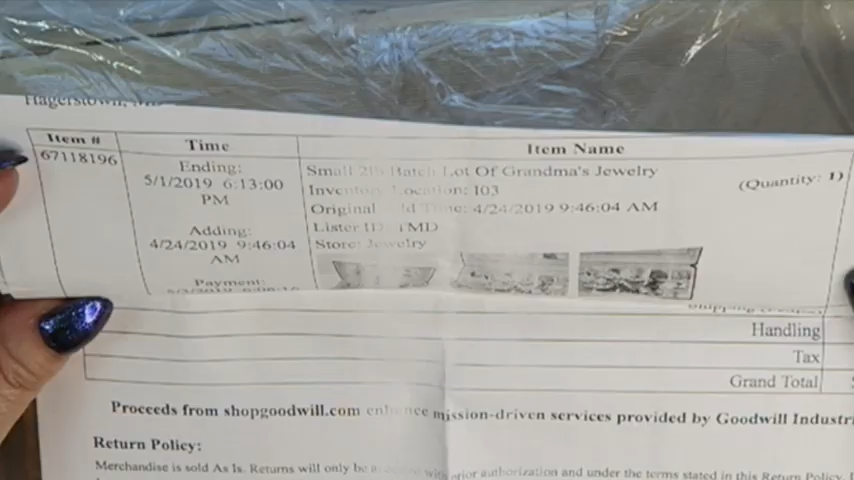 Hagerstown,
Item #
Time
Item Name
67118196
Ending:
5/1/2019 6:13:00
PM
Adding:
4/24/2019 9:46:04
AM
Payment:
Small 2lb Batch Lot Of Grandma's Jewelry
(Quantity: 1)
Inventory Location: 103
Original Add Time: 4/24/2019 9:46:04 AM
Lister ID: TMD
Store: Jewelry
Handling
Tax
Grand Total
Proceeds from shopgoodwill.com enhance mission-driven services provided by Goodwill Industri
Return Policy:
Merchandise is sold As Is. Returns will only be with prior authorization and under the terms stated in this Return Policy.